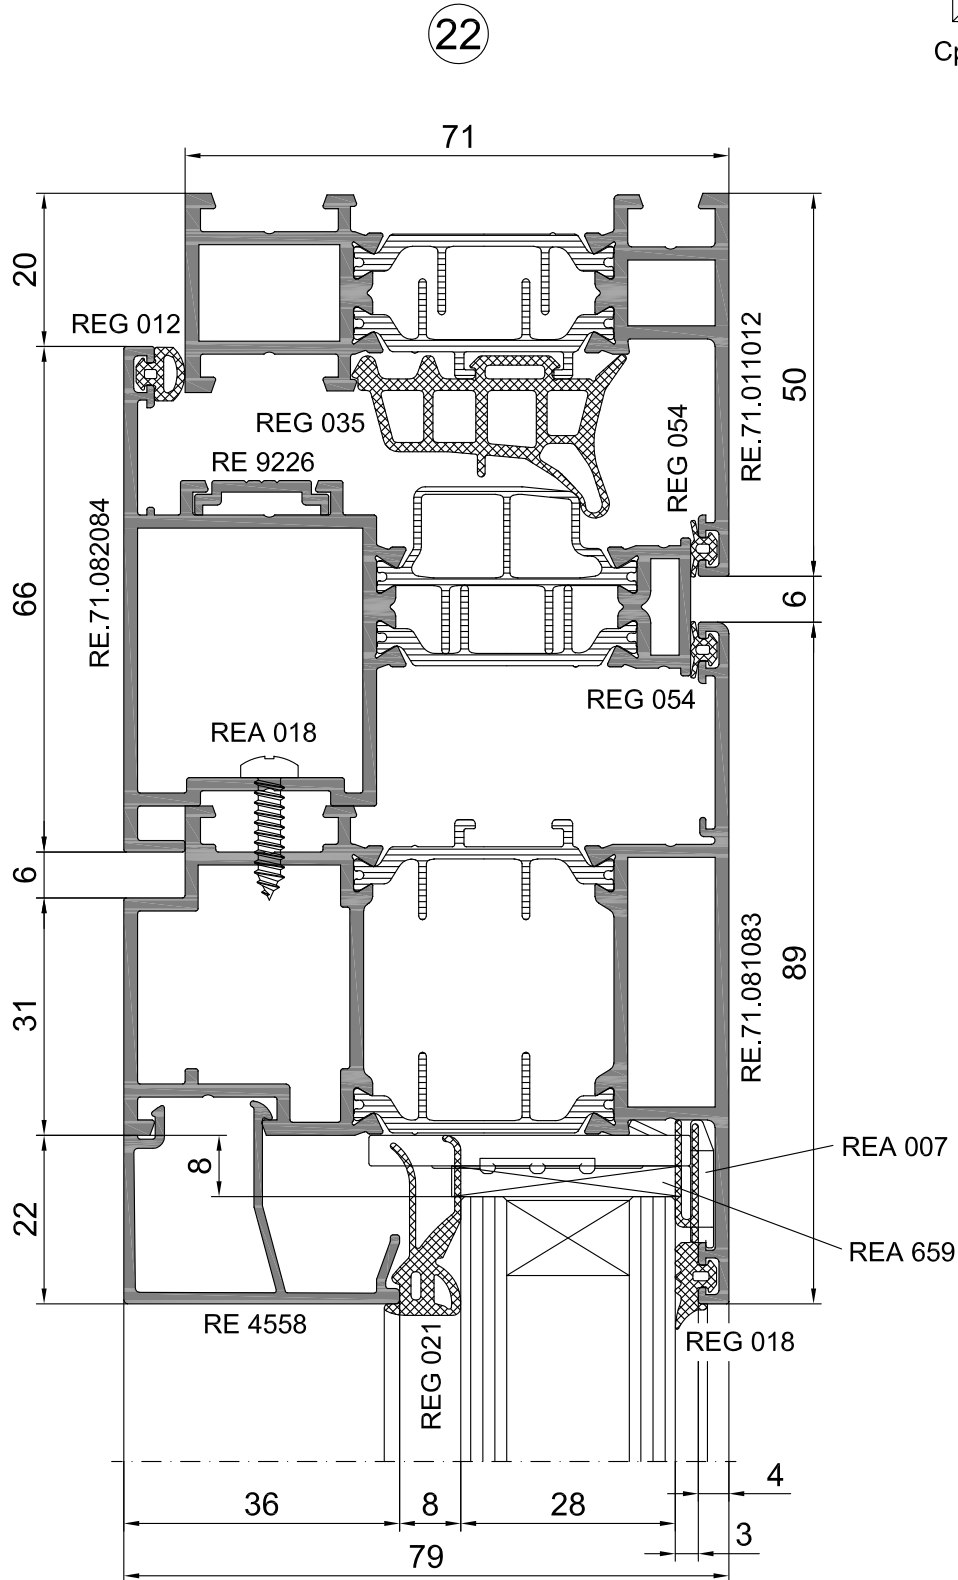 22
Ср
71
20
REG 012
REG 035
RE 9226
REG 054
RE.71.011012
50
66
RE.71.082084
6
REG 054
REA 018
6
31
RE.71.081083
89
8
22
REA 007
REA 659
RE 4558
REG 021
REG 018
36
8
28
4
3
79